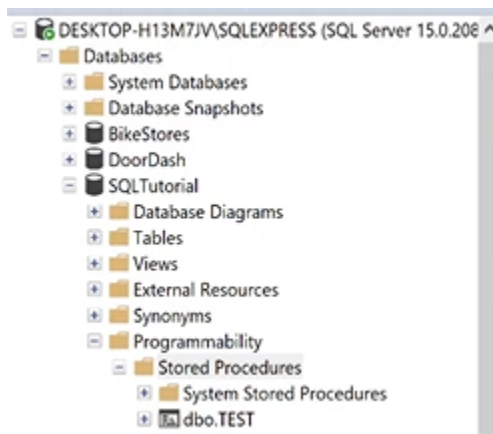 DESKTOP-H13M7JV\SQLEXPRESS (SQL Server 15.0.208
Databases
System Databases
Database Snapshots
BikeStores
DoorDash
SQLTutorial
Database Diagrams
Tables
Views
External Resources
Synonyms
Programmability
Stored Procedures
System Stored Procedures
dbo.TEST